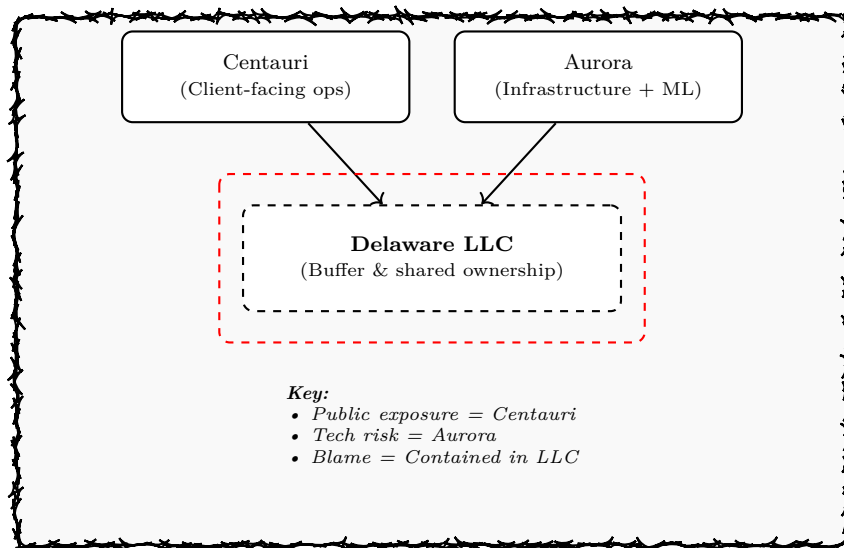 Centauri
(Client-facing ops)
Aurora
(Infrastructure + ML)
Delaware LLC
(Buffer & shared ownership)
Key:
• Public exposure = Centauri
• Tech risk = Aurora
• Blame = Contained in LLC